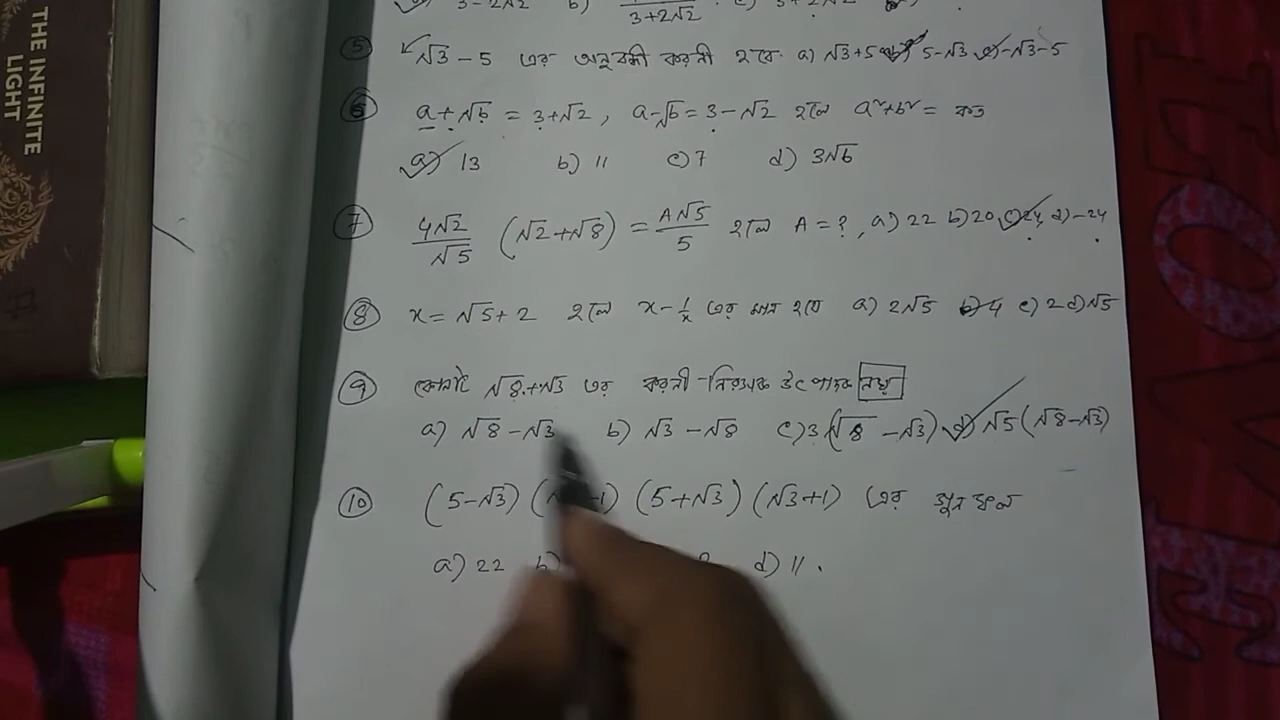 THE INFINITE
LIGHT
3+2√2
⑤ √3 - 5 এর অনুবন্ধী করণী হবে a) √3+5 5-√3 -√3-5
⑥ a+√b = 3+√2, a-√b = 3-√2 হলে a²+b² = কত
a) 13 b) 11 c) 7 d) 3√6
⑦ 4√2/√5 (√2+√8) = A√5/5 হলে A = ?, a) 22 b) 20 c) 24, d) -24
⑧ x = √5+2 হলে x - 1/x এর মান হবে a) 2√5 b) 4 c) 2 d) √5
⑨ কোনটি √8+√3 এর করণী-নিরসক উৎপাদক নয়
a) √8-√3 b) √3-√8 c) 3(√8-√3) d) √5(√8-√3)
⑩ (5-√3) (5+√3) (√3+1) এর গুনফল
a) 22 b) d) 11.